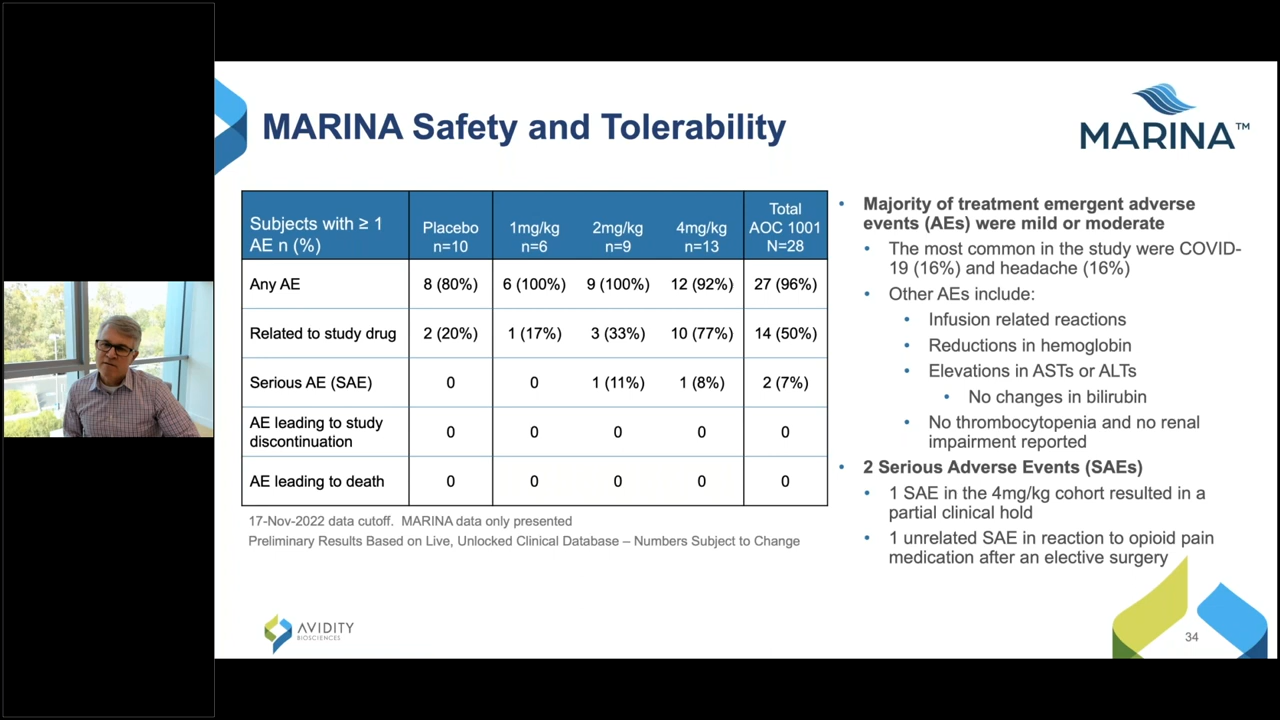 MARINA Safety and Tolerability
MARINA™
Subjects with ≥ 1 AE n (%) Placebo n=10 1mg/kg n=6 2mg/kg n=9 4mg/kg n=13 Total AOC 1001 N=28
Any AE 8 (80%) 6 (100%) 9 (100%) 12 (92%) 27 (96%)
Related to study drug 2 (20%) 1 (17%) 3 (33%) 10 (77%) 14 (50%)
Serious AE (SAE) 0 0 1 (11%) 1 (8%) 2 (7%)
AE leading to study discontinuation 0 0 0 0 0
AE leading to death 0 0 0 0 0
17-Nov-2022 data cutoff. MARINA data only presented
Preliminary Results Based on Live, Unlocked Clinical Database – Numbers Subject to Change
• Majority of treatment emergent adverse
events (AEs) were mild or moderate
• The most common in the study were COVID-
19 (16%) and headache (16%)
• Other AEs include:
• Infusion related reactions
• Reductions in hemoglobin
• Elevations in ASTs or ALTs
• No changes in bilirubin
• No thrombocytopenia and no renal
impairment reported
• 2 Serious Adverse Events (SAEs)
• 1 SAE in the 4mg/kg cohort resulted in a
partial clinical hold
• 1 unrelated SAE in reaction to opioid pain
medication after an elective surgery
AVIDITY
BIOSCIENCES
34